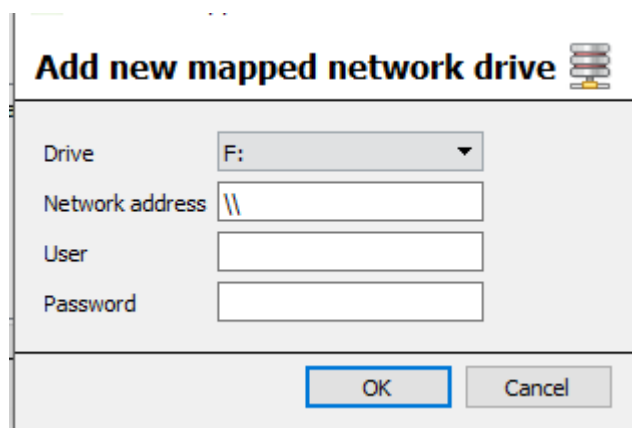 Add new mapped network drive
Drive F:
Network address \\
User
Password
OK Cancel